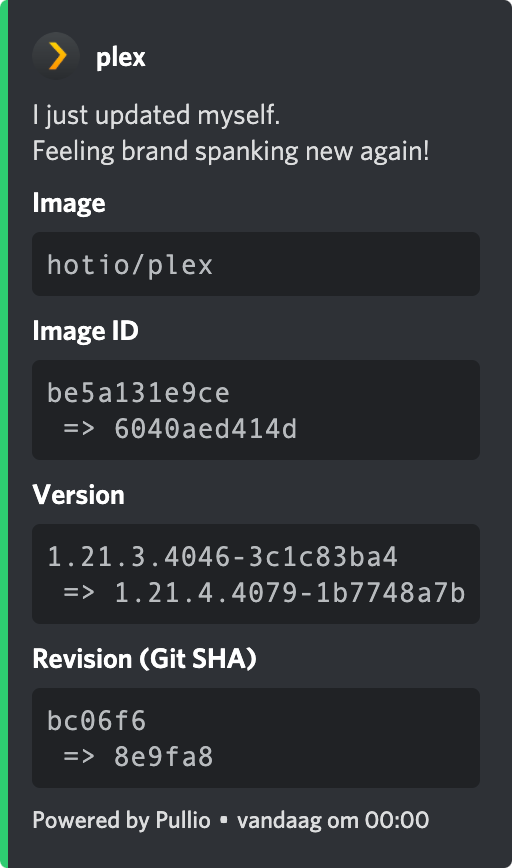 plex
I just updated myself.
Feeling brand spanking new again!
Image
hotio/plex
Image ID
be5a131e9ce
=> 6040aed414d
Version
1.21.3.4046-3c1c83ba4
=> 1.21.4.4079-1b7748a7b
Revision (Git SHA)
bc06f6
=> 8e9fa8
Powered by Pullio • vandaag om 00:00